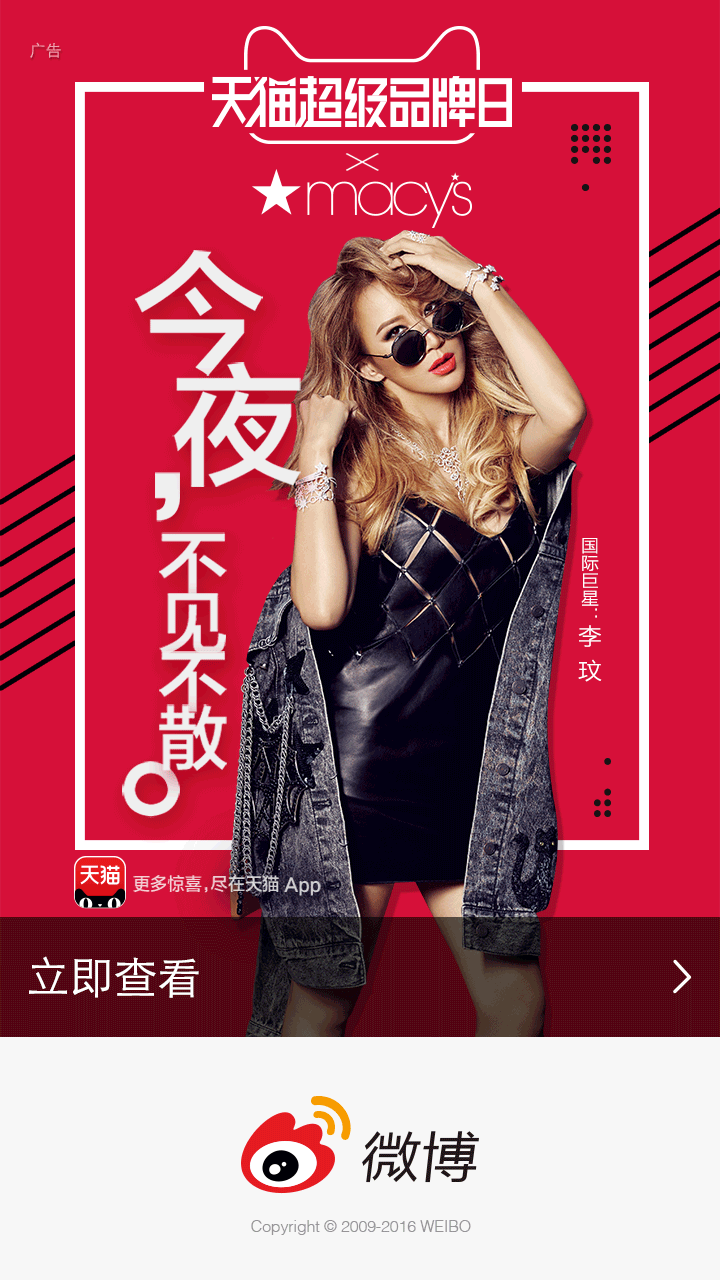 广告
天猫超级品牌日
×
macy's
今夜，
不见不散。
国际巨星：李玟
天猫
更多惊喜，尽在天猫 App
立即查看
微博
Copyright © 2009-2016 WEIBO